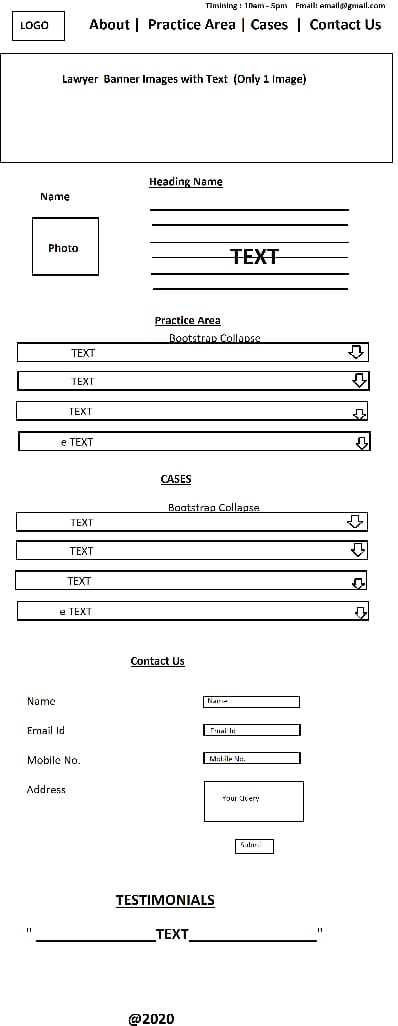 Timining : 10am - 5pm Email: email@gmail.com
LOGO About | Practice Area | Cases | Contact Us
Lawyer Banner Images with Text (Only 1 Image)
Heading Name
Name
Photo
TEXT
Practice Area
Bootstrap Collapse
TEXT
TEXT
TEXT
e TEXT
CASES
Bootstrap Collapse
TEXT
TEXT
TEXT
e TEXT
Contact Us
Name Name
Email Id Email Id
Mobile No. Mobile No.
Address Your Query
Submit
TESTIMONIALS
" TEXT "
@2020